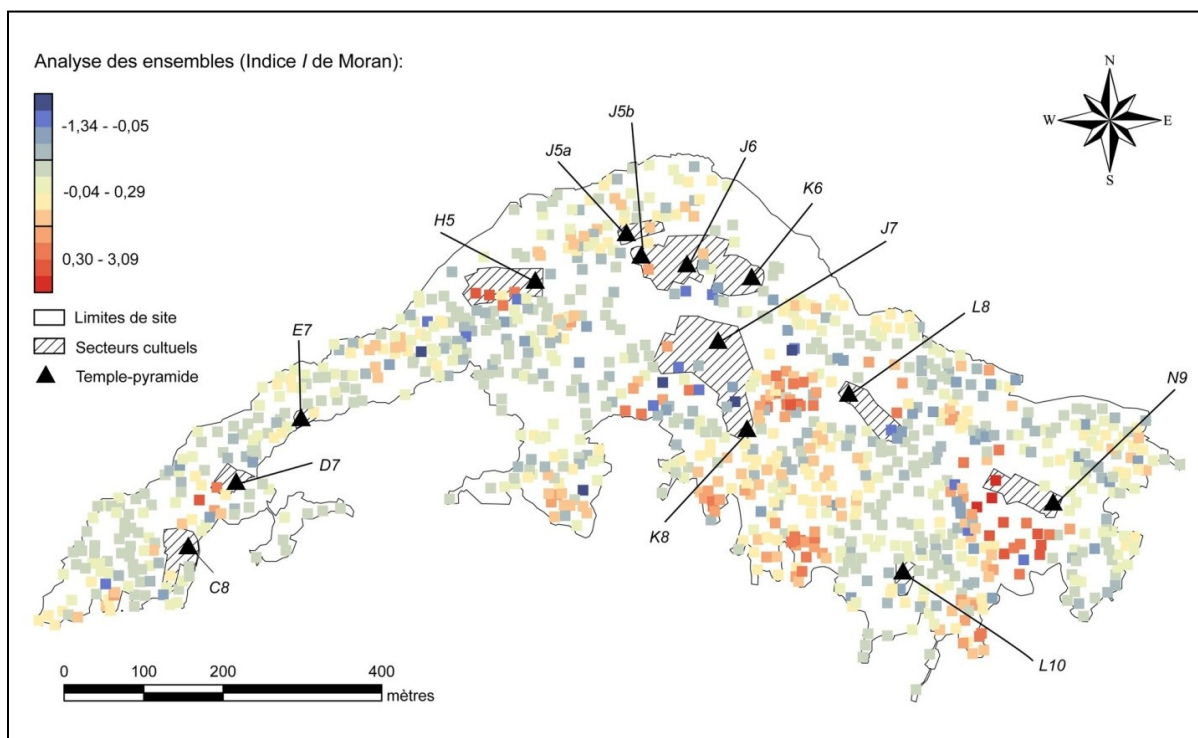 Analyse des ensembles (Indice I de Moran):
-1,34 - -0,05
-0,04 - 0,29
0,30 - 3,09
Limites de site
Secteurs cultuels
Temple-pyramide
N
W E
S
J5b
J5a
J6
K6
H5
J7
L8
E7
N9
D7
K8
C8
L10
0 100 200 400
mètres